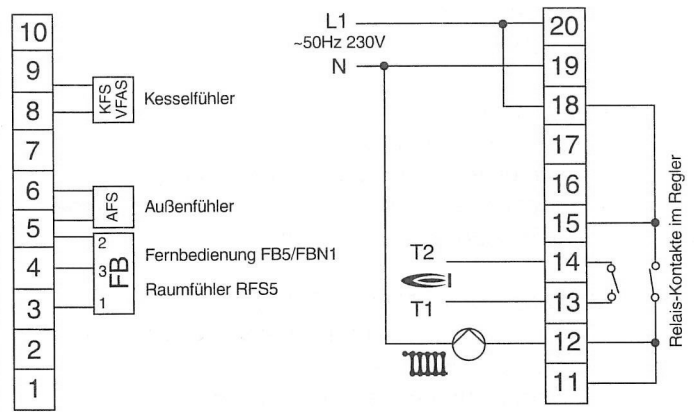 10
9
8
7
6
5
4
3
2
1
KFS
VFAS
Kesselfühler
AFS
Außenfühler
2
3
1
FB
Fernbedienung FB5/FBN1
Raumfühler RFS5
L1
~50Hz 230V
N
T2
T1
20
19
18
17
16
15
14
13
12
11
Relais-Kontakte im Regler